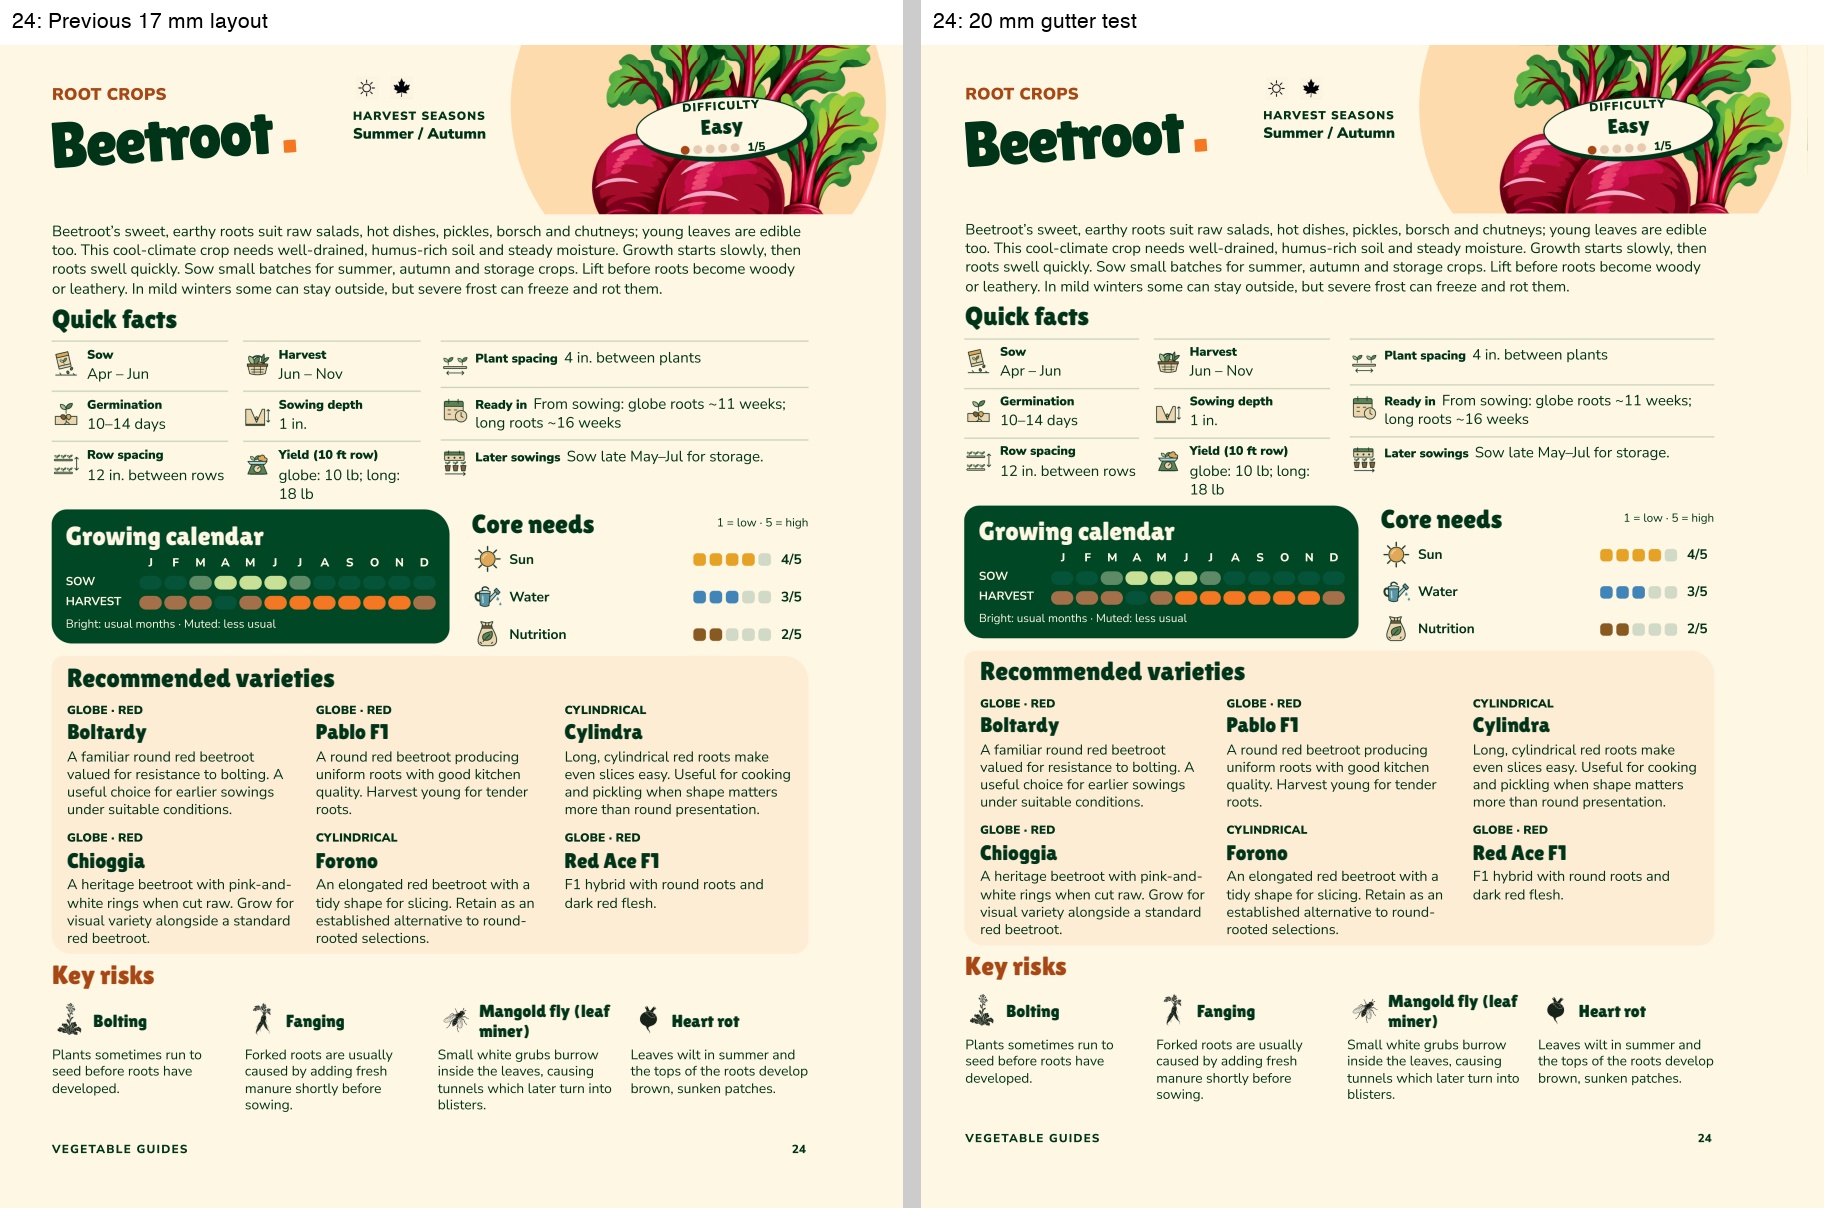 24: Previous 17 mm layout
ROOT CROPS
Beetroot.
HARVEST SEASONS
Summer / Autumn
DIFFICULTY
Easy
1/5
Beetroot’s sweet, earthy roots suit raw salads, hot dishes, pickles, borsch and chutneys; young leaves are edible
too. This cool-climate crop needs well-drained, humus-rich soil and steady moisture. Growth starts slowly, then
roots swell quickly. Sow small batches for summer, autumn and storage crops. Lift before roots become woody
or leathery. In mild winters some can stay outside, but severe frost can freeze and rot them.
Quick facts
Sow
Apr – Jun
Harvest
Jun – Nov
Plant spacing 4 in. between plants
Germination
10–14 days
Sowing depth
1 in.
Ready in From sowing: globe roots ~11 weeks;
long roots ~16 weeks
Row spacing
12 in. between rows
Yield (10 ft row)
globe: 10 lb; long:
18 lb
Later sowings Sow late May–Jul for storage.
Growing calendar
J F M A M J J A S O N D
SOW
HARVEST
Bright: usual months · Muted: less usual
Core needs
1 = low · 5 = high
Sun 4/5
Water 3/5
Nutrition 2/5
Recommended varieties
GLOBE · RED
Boltardy
A familiar round red beetroot
valued for resistance to bolting. A
useful choice for earlier sowings
under suitable conditions.
GLOBE · RED
Pablo F1
A round red beetroot producing
uniform roots with good kitchen
quality. Harvest young for tender
roots.
CYLINDRICAL
Cylindra
Long, cylindrical red roots make
even slices easy. Useful for cooking
and pickling when shape matters
more than round presentation.
GLOBE · RED
Chioggia
A heritage beetroot with pink-and-
white rings when cut raw. Grow for
visual variety alongside a standard
red beetroot.
CYLINDRICAL
Forono
An elongated red beetroot with a
tidy shape for slicing. Retain as an
established alternative to round-
rooted selections.
GLOBE · RED
Red Ace F1
F1 hybrid with round roots and
dark red flesh.
Key risks
Bolting
Plants sometimes run to
seed before roots have
developed.
Fanging
Forked roots are usually
caused by adding fresh
manure shortly before
sowing.
Mangold fly (leaf
miner)
Small white grubs burrow
inside the leaves, causing
tunnels which later turn into
blisters.
Heart rot
Leaves wilt in summer and
the tops of the roots develop
brown, sunken patches.
VEGETABLE GUIDES
24
24: 20 mm gutter test
ROOT CROPS
Beetroot.
HARVEST SEASONS
Summer / Autumn
DIFFICULTY
Easy
1/5
Beetroot’s sweet, earthy roots suit raw salads, hot dishes, pickles, borsch and chutneys; young leaves are edible
too. This cool-climate crop needs well-drained, humus-rich soil and steady moisture. Growth starts slowly, then
roots swell quickly. Sow small batches for summer, autumn and storage crops. Lift before roots become woody
or leathery. In mild winters some can stay outside, but severe frost can freeze and rot them.
Quick facts
Sow
Apr – Jun
Harvest
Jun – Nov
Plant spacing 4 in. between plants
Germination
10–14 days
Sowing depth
1 in.
Ready in From sowing: globe roots ~11 weeks;
long roots ~16 weeks
Row spacing
12 in. between rows
Yield (10 ft row)
globe: 10 lb; long:
18 lb
Later sowings Sow late May–Jul for storage.
Growing calendar
J F M A M J J A S O N D
SOW
HARVEST
Bright: usual months · Muted: less usual
Core needs
1 = low · 5 = high
Sun 4/5
Water 3/5
Nutrition 2/5
Recommended varieties
GLOBE · RED
Boltardy
A familiar round red beetroot
valued for resistance to bolting. A
useful choice for earlier sowings
under suitable conditions.
GLOBE · RED
Pablo F1
A round red beetroot producing
uniform roots with good kitchen
quality. Harvest young for tender
roots.
CYLINDRICAL
Cylindra
Long, cylindrical red roots make
even slices easy. Useful for cooking
and pickling when shape matters
more than round presentation.
GLOBE · RED
Chioggia
A heritage beetroot with pink-and-
white rings when cut raw. Grow for
visual variety alongside a standard
red beetroot.
CYLINDRICAL
Forono
An elongated red beetroot with a
tidy shape for slicing. Retain as an
established alternative to round-
rooted selections.
GLOBE · RED
Red Ace F1
F1 hybrid with round roots and
dark red flesh.
Key risks
Bolting
Plants sometimes run to
seed before roots have
developed.
Fanging
Forked roots are usually
caused by adding fresh
manure shortly before
sowing.
Mangold fly (leaf
miner)
Small white grubs burrow
inside the leaves, causing
tunnels which later turn into
blisters.
Heart rot
Leaves wilt in summer and
the tops of the roots develop
brown, sunken patches.
VEGETABLE GUIDES
24